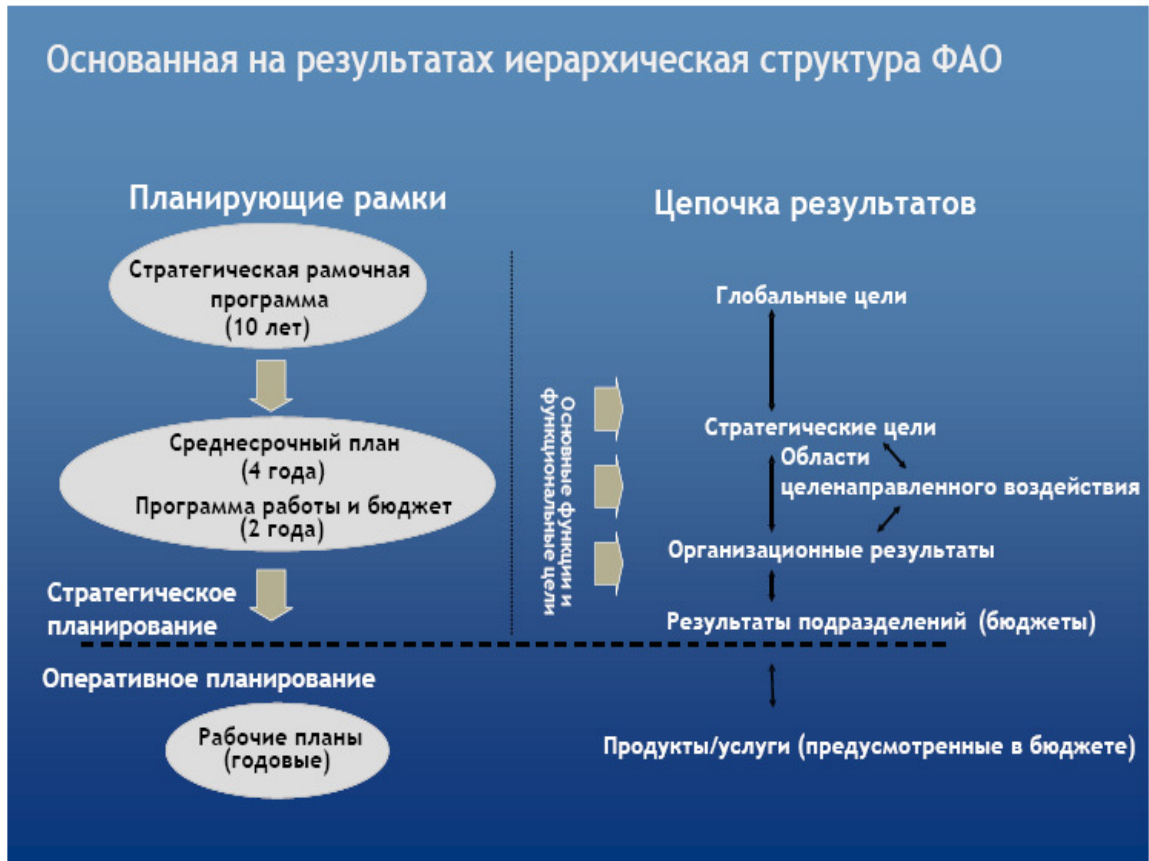 Основанная на результатах иерархическая структура ФАО
Планирующие рамки
Стратегическая рамочная
программа
(10 лет)
Среднесрочный план
(4 года)
Программа работы и бюджет
(2 года)
Стратегическое
планирование
Оперативное планирование
Рабочие планы
(годовые)
Основные функции и
функциональные цели
Цепочка результатов
Глобальные цели
Стратегические цели
Области
целенаправленного воздействия
Организационные результаты
Результаты подразделений (бюджеты)
Продукты/услуги (предусмотренные в бюджете)